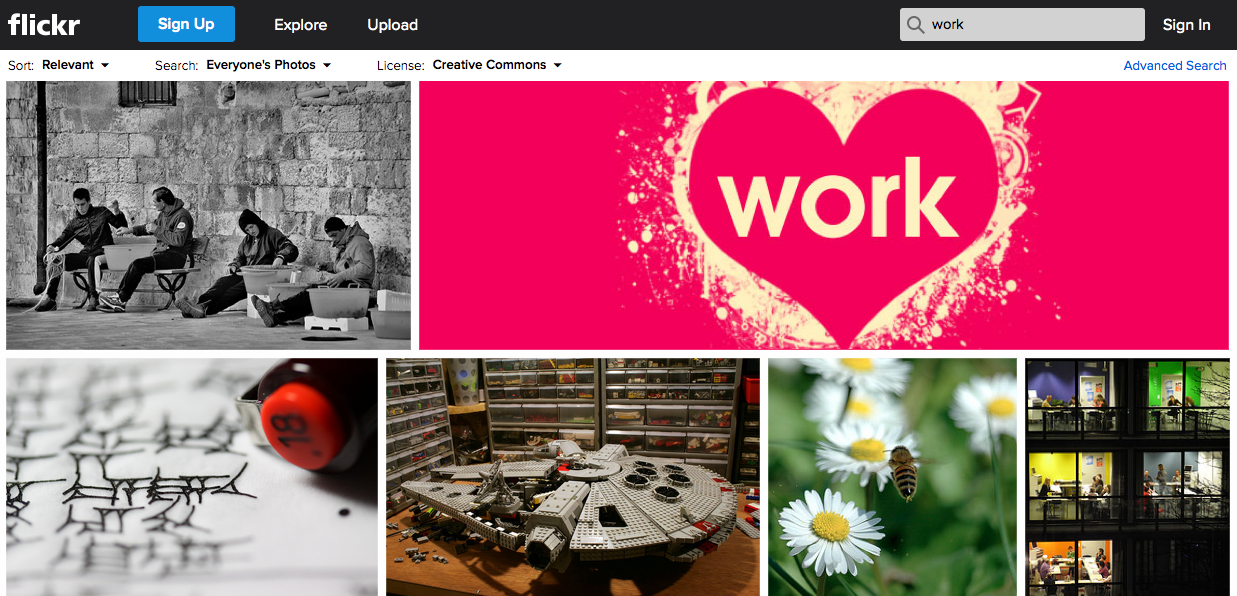 flickr Sign Up Explore Upload work Sign In
Sort: Relevant Search: Everyone's Photos License: Creative Commons Advanced Search
work
18